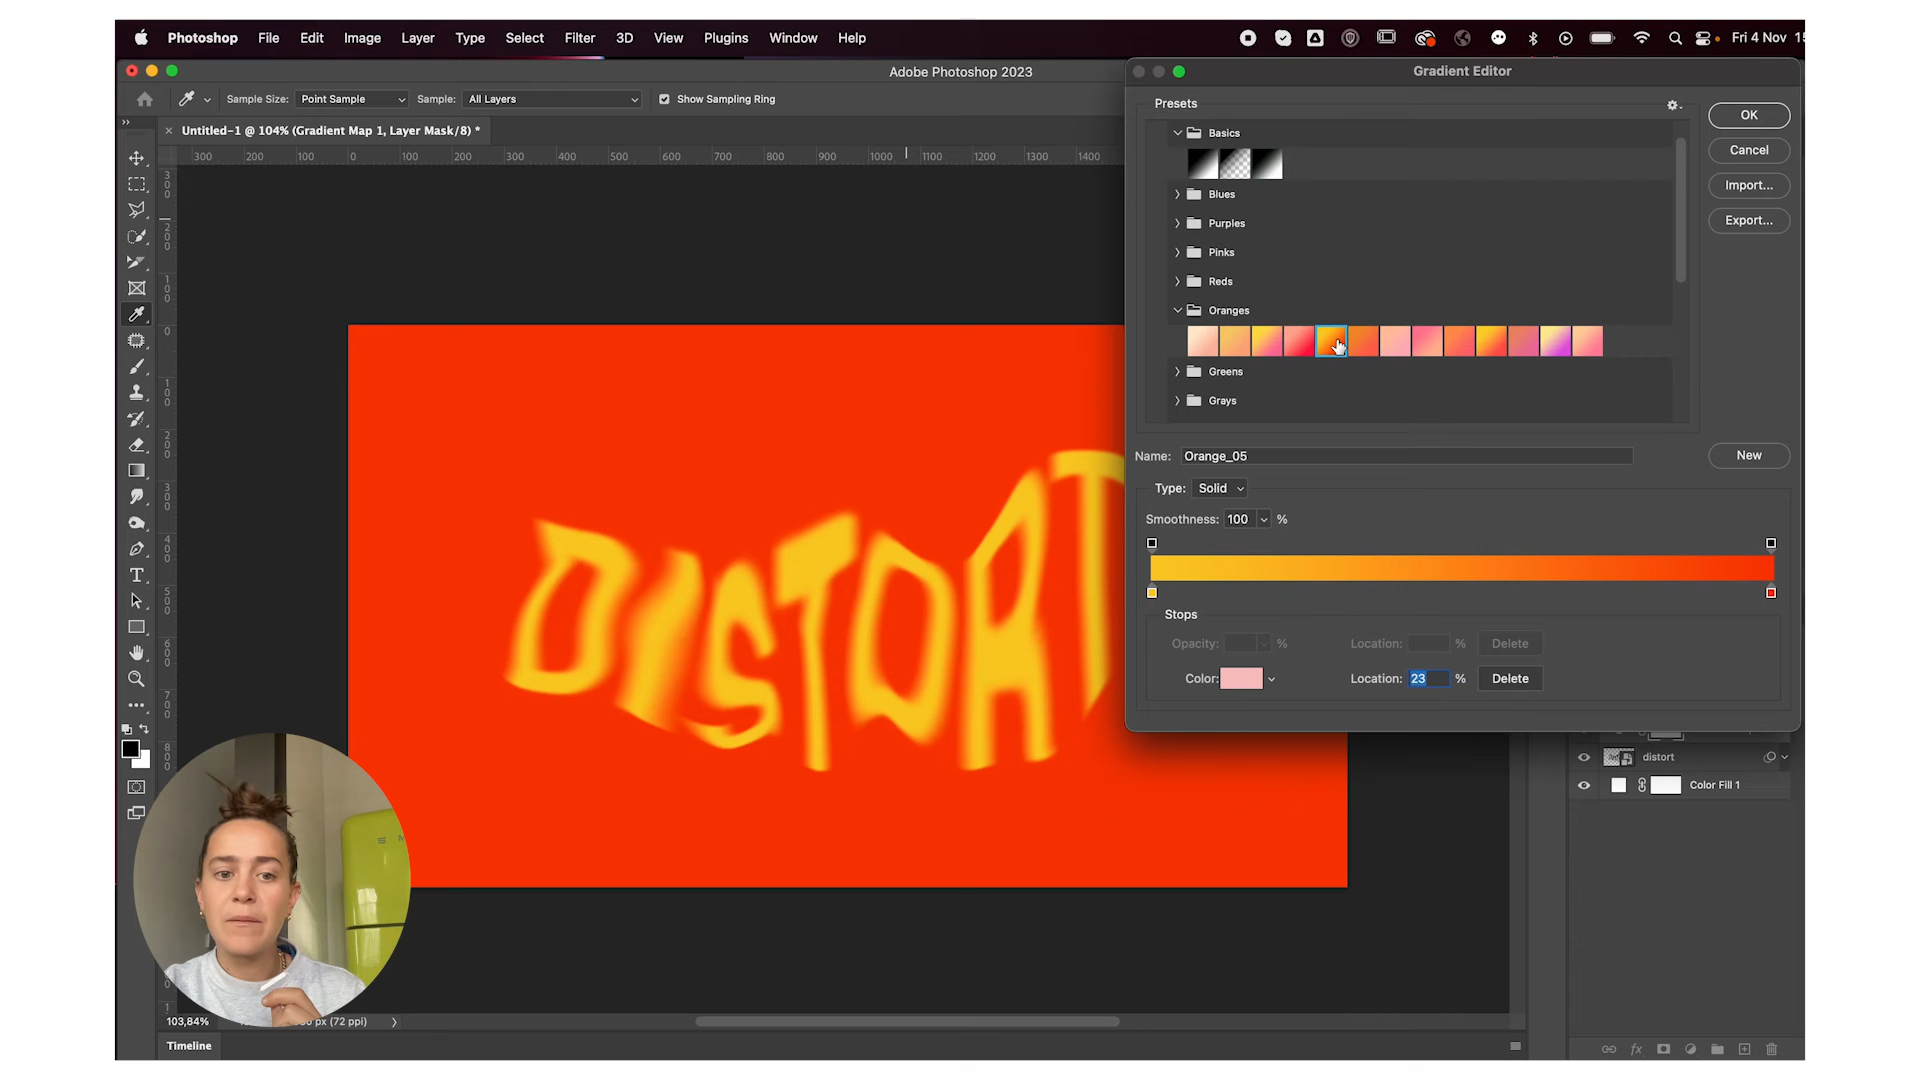 Photoshop File Edit Image Layer Type Select Filter 3D View Plugins Window Help Fri 4 Nov
Adobe Photoshop 2023
Gradient Editor
Sample Size: Point Sample Sample: All Layers Show Sampling Ring
Untitled-1 @ 104% (Gradient Map 1, Layer Mask/8) *
300 200 100 0 100 200 300 400 500 600 700 800 900 1000 1100 1200 1300 1400
Presets
Basics
Blues
Purples
Pinks
Reds
Oranges
Greens
Grays
OK
Cancel
Import...
Export...
Name: Orange_05
New
Type: Solid
Smoothness: 100 %
Stops
Opacity: % Location: % Delete
Color: Location: 23 % Delete
DISTORT
distort
Color Fill 1
103,84%
px (72 ppi)
Timeline